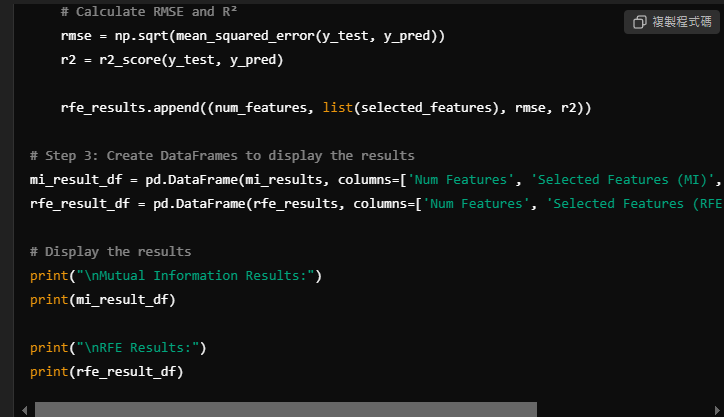 # Calculate RMSE and R²
複製程式碼
rmse = np.sqrt(mean_squared_error(y_test, y_pred))
r2 = r2_score(y_test, y_pred)
rfe_results.append((num_features, list(selected_features), rmse, r2))
# Step 3: Create DataFrames to display the results
mi_result_df = pd.DataFrame(mi_results, columns=['Num Features', 'Selected Features (MI)',
rfe_result_df = pd.DataFrame(rfe_results, columns=['Num Features', 'Selected Features (RFE
# Display the results
print("\nMutual Information Results:")
print(mi_result_df)
print("\nRFE Results:")
print(rfe_result_df)